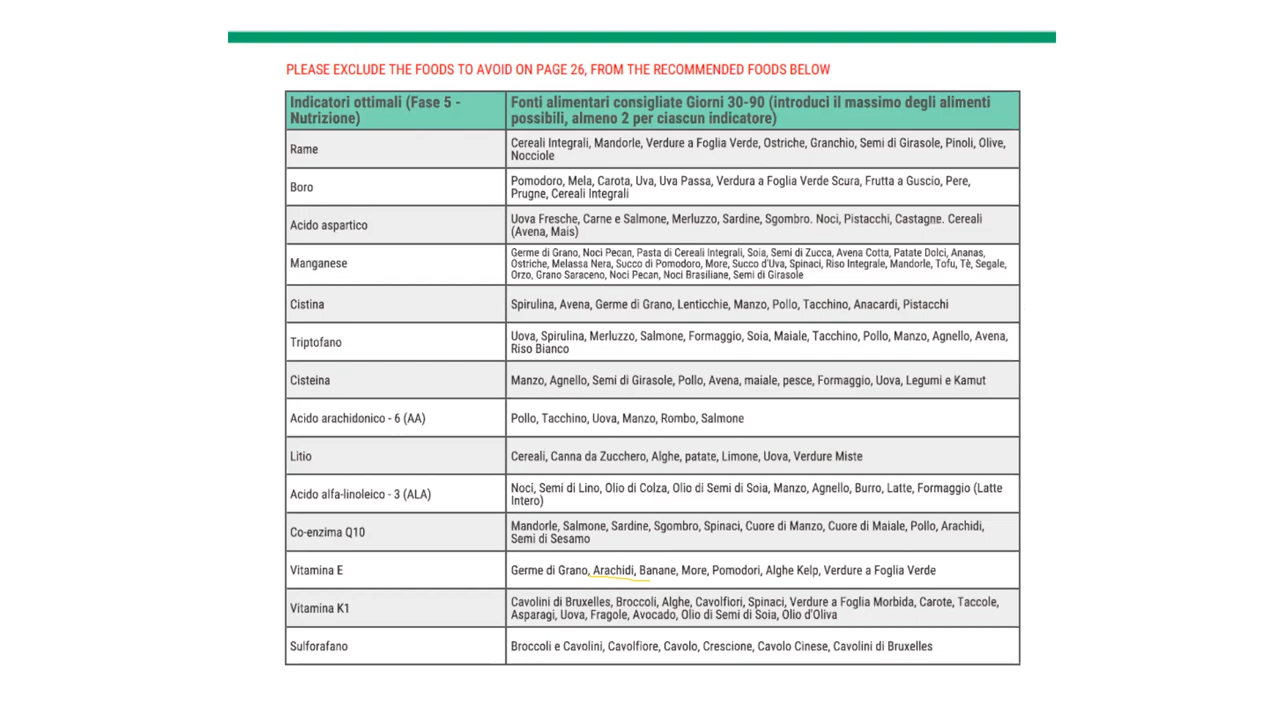 PLEASE EXCLUDE THE FOODS TO AVOID ON PAGE 26, FROM THE RECOMMENDED FOODS BELOW
Indicatori ottimali (Fase 5 -
Nutrizione)
Fonti alimentari consigliate Giorni 30-90 (introduci il massimo degli alimenti
possibili, almeno 2 per ciascun indicatore)
Rame
Cereali Integrali, Mandorle, Verdure a Foglia Verde, Ostriche, Granchio, Semi di Girasole, Pinoli, Olive,
Nocciole
Boro
Pomodoro, Mela, Carota, Uva, Uva Passa, Verdura a Foglia Verde Scura, Frutta a Guscio, Pere,
Prugne, Cereali Integrali
Acido aspartico
Uova Fresche, Carne e Salmone, Merluzzo, Sardine, Sgombro. Noci, Pistacchi, Castagne. Cereali
(Avena, Mais)
Manganese
Germe di Grano, Noci Pecan, Pasta di Cereali Integrali, Soia, Semi di Zucca, Avena Cotta, Patate Dolci, Ananas,
Ostriche, Melassa Nera, Succo di Pomodoro, More, Succo d'Uva, Spinaci, Riso Integrale, Mandorle, Tofu, Tè, Segale,
Orzo, Grano Saraceno, Noci Pecan, Noci Brasiliane, Semi di Girasole
Cistina
Spirulina, Avena, Germe di Grano, Lenticchie, Manzo, Pollo, Tacchino, Anacardi, Pistacchi
Triptofano
Uova, Spirulina, Merluzzo, Salmone, Formaggio, Soia, Maiale, Tacchino, Pollo, Manzo, Agnello, Avena,
Riso Bianco
Cisteina
Manzo, Agnello, Semi di Girasole, Pollo, Avena, maiale, pesce, Formaggio, Uova, Legumi e Kamut
Acido arachidonico - 6 (AA)
Pollo, Tacchino, Uova, Manzo, Rombo, Salmone
Litio
Cereali, Canna da Zucchero, Alghe, patate, Limone, Uova, Verdure Miste
Acido alfa-linoleico - 3 (ALA)
Noci, Semi di Lino, Olio di Colza, Olio di Semi di Soia, Manzo, Agnello, Burro, Latte, Formaggio (Latte
Intero)
Co-enzima Q10
Mandorle, Salmone, Sardine, Sgombro, Spinaci, Cuore di Manzo, Cuore di Maiale, Pollo, Arachidi,
Semi di Sesamo
Vitamina E
Germe di Grano, Arachidi, Banane, More, Pomodori, Alghe Kelp, Verdure a Foglia Verde
Vitamina K1
Cavolini di Bruxelles, Broccoli, Alghe, Cavolfiori, Spinaci, Verdure a Foglia Morbida, Carote, Taccole,
Asparagi, Uova, Fragole, Avocado, Olio di Semi di Soia, Olio d'Oliva
Sulforafano
Broccoli e Cavolini, Cavolfiore, Cavolo, Crescione, Cavolo Cinese, Cavolini di Bruxelles